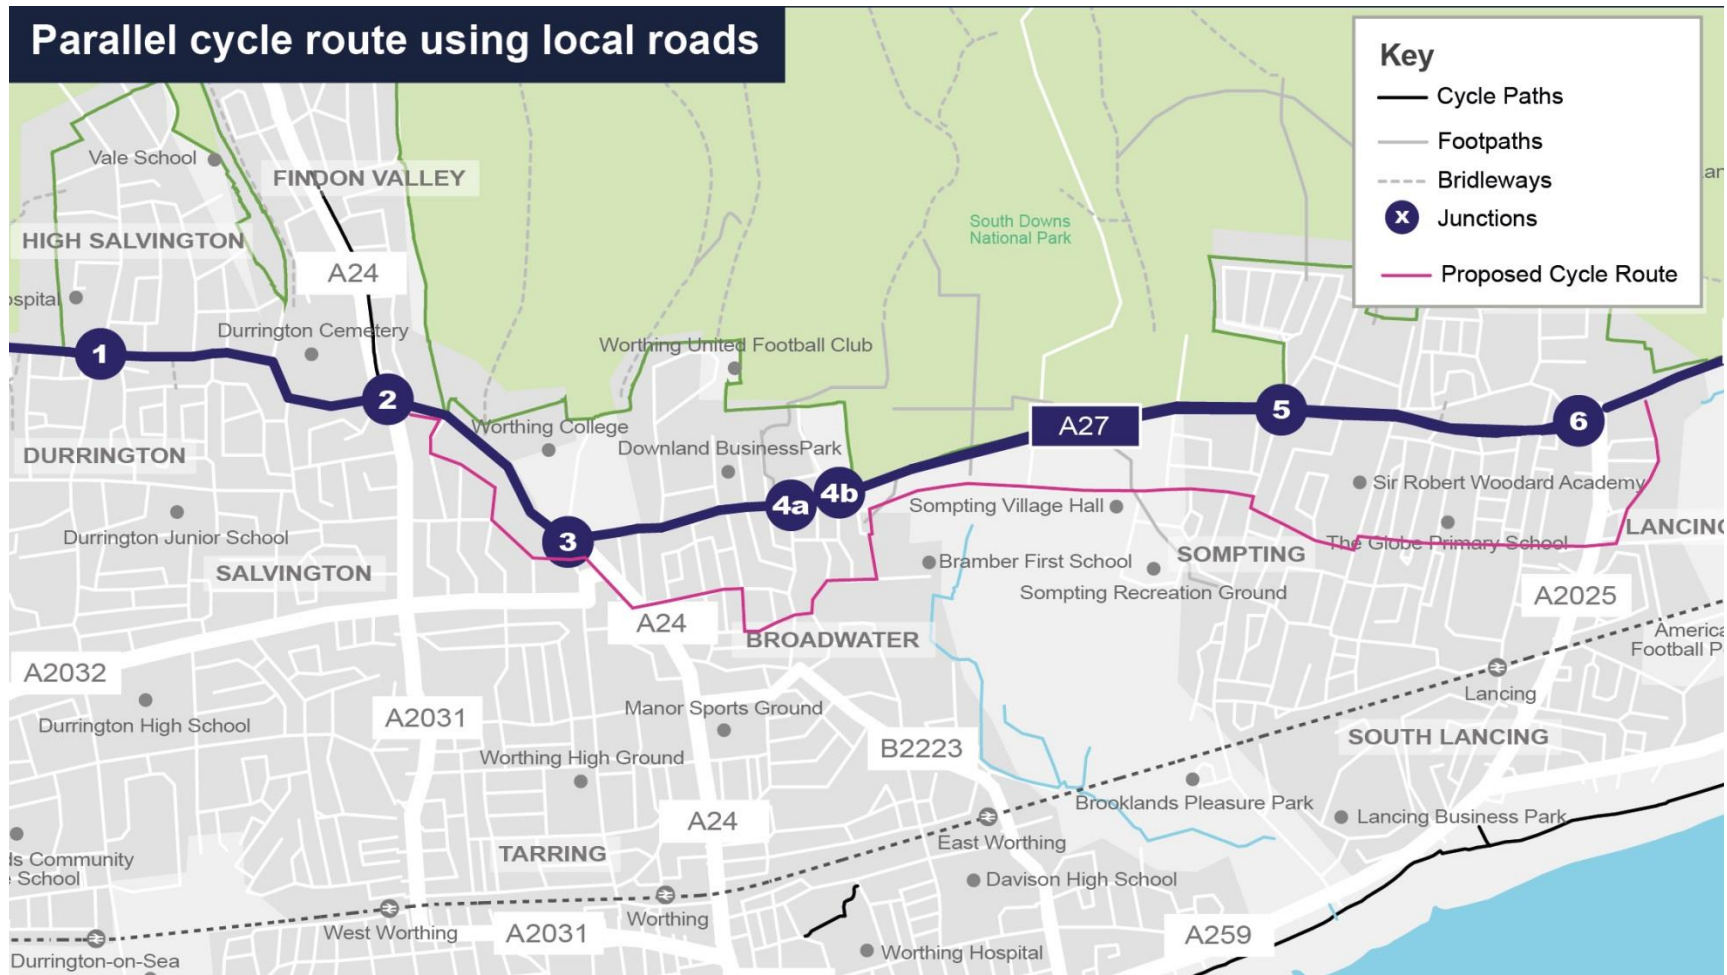 Parallel cycle route using local roads
Key
Cycle Paths
Footpaths
Bridleways
X
Junctions
Proposed Cycle Route
Vale School
FINDON VALLEY
HIGH SALVINGTON
A24
South Downs
National Park
ospital
Durrington Cemetery
1
2
Worthing United Football Club
5
6
A27
DURRINGTON
Worthing College
Downland BusinessPark
4a
4b
3
Sompting Village Hall
Sir Robert Woodard Academy
Durrington Junior School
SALVINGTON
Bramber First School
SOMPTING
The Globe Primary School
LANCING
Sompting Recreation Ground
A2025
A24
BROADWATER
America
Football P
A2032
Lancing
Durrington High School
A2031
Manor Sports Ground
B2223
SOUTH LANCING
Worthing High Ground
Brooklands Pleasure Park
Lancing Business Park
A24
East Worthing
TARRING
ds Community
School
Davison High School
Worthing
West Worthing
A2031
Worthing Hospital
A259
Durrington-on-Sea